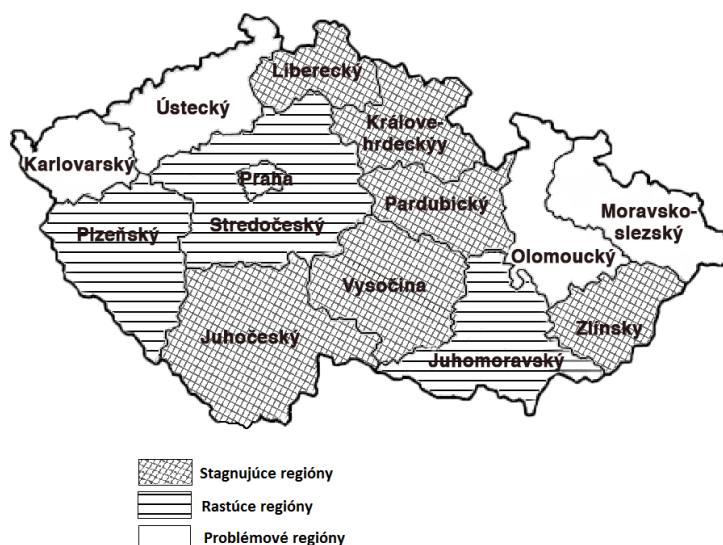 Liberecký
Ústecký
Králove-
hrdeckýy
Karlovarský
Praha
Pardubický
Moravsko-
slezský
Plzeňský
Stredočeský
Olomoucký
Vysočina
Juhočeský
Zlínsky
Juhomoravský
Stagnujúce regióny
Rastúce regióny
Problémové regióny